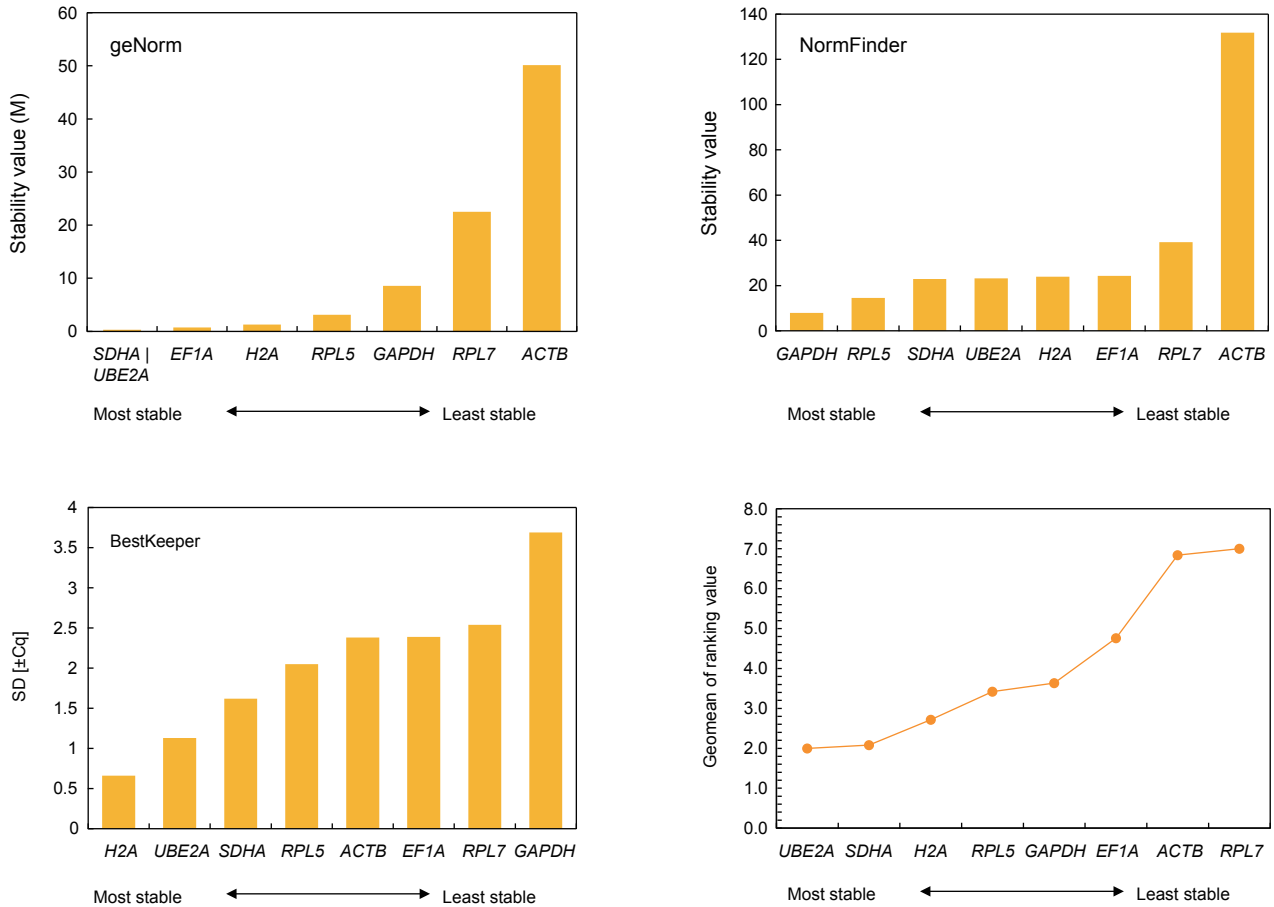 geNorm
Stability value (M)
60
50
40
30
20
10
0
SDHA | EF1A H2A RPL5 GAPDH RPL7 ACTB
UBE2A
Most stable Least stable
NormFinder
Stability value
140
120
100
80
60
40
20
0
GAPDH RPL5 SDHA UBE2A H2A EF1A RPL7 ACTB
Most stable Least stable
BestKeeper
SD [±Cq]
4
3.5
3
2.5
2
1.5
1
0.5
0
H2A UBE2A SDHA RPL5 ACTB EF1A RPL7 GAPDH
Most stable Least stable
Geomean of ranking value
8.0
7.0
6.0
5.0
4.0
3.0
2.0
1.0
0.0
UBE2A SDHA H2A RPL5 GAPDH EF1A ACTB RPL7
Most stable Least stable